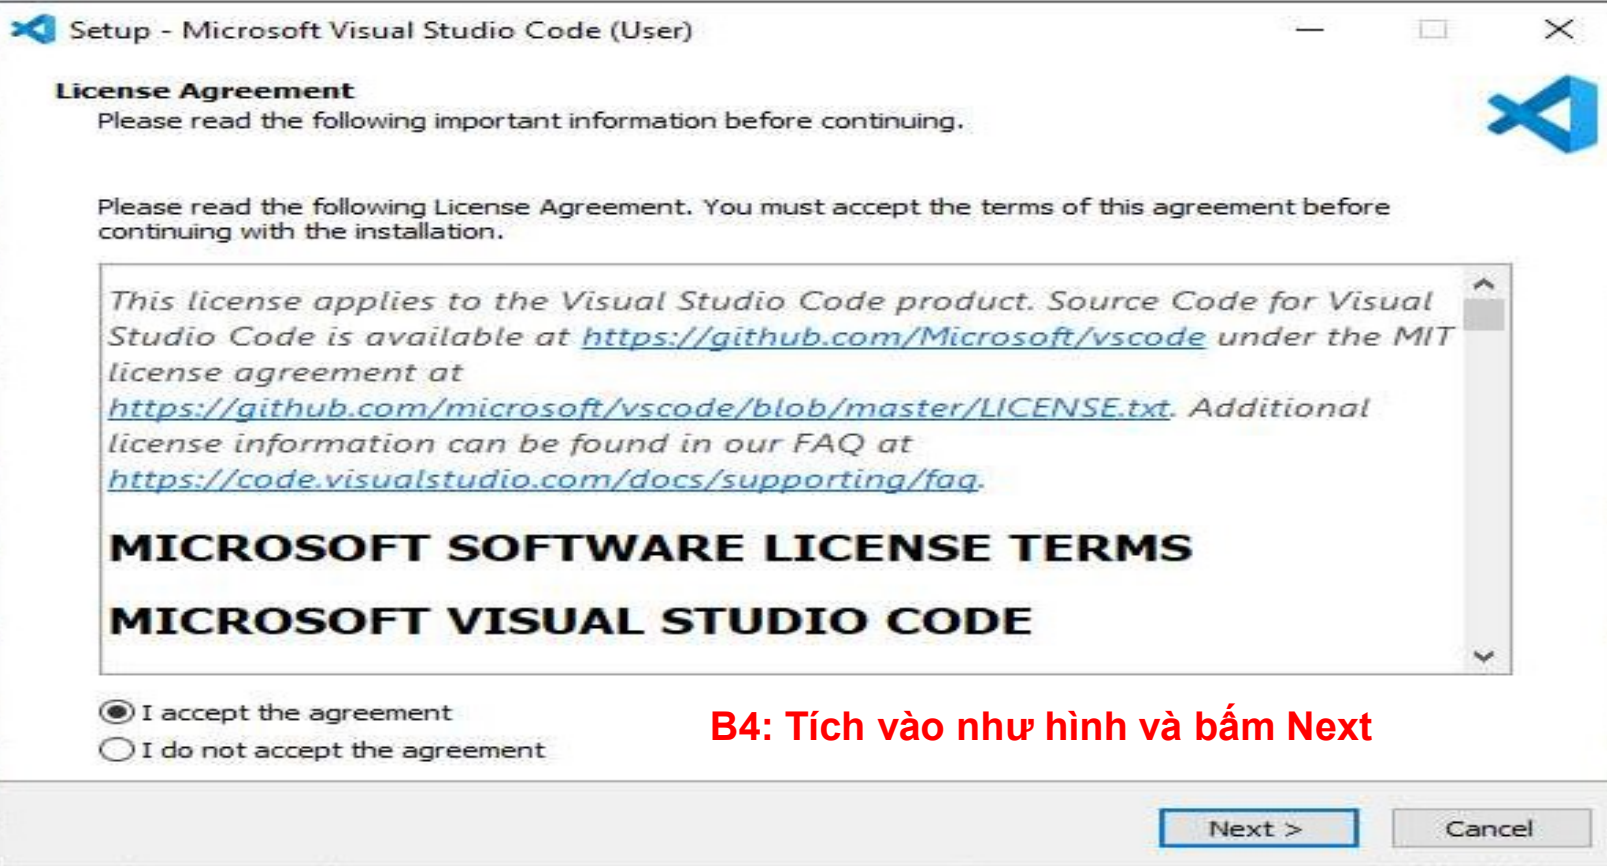 Setup - Microsoft Visual Studio Code (User)
License Agreement
Please read the following important information before continuing.
Please read the following License Agreement. You must accept the terms of this agreement before
continuing with the installation.
This license applies to the Visual Studio Code product. Source Code for Visual
Studio Code is available at https://github.com/Microsoft/vscode under the MIT
license agreement at
https://github.com/microsoft/vscode/blob/master/LICENSE.txt. Additional
license information can be found in our FAQ at
https://code.visualstudio.com/docs/supporting/faq.
MICROSOFT SOFTWARE LICENSE TERMS
MICROSOFT VISUAL STUDIO CODE
I accept the agreement
B4: Tích vào như hình và bấm Next
I do not accept the agreement
Next >
Cancel